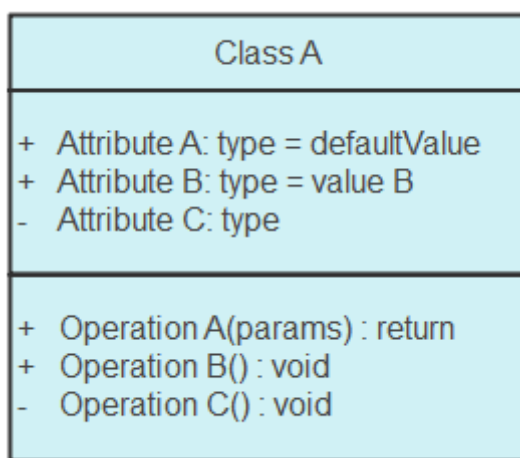 Class A
+ Attribute A: type = defaultValue
+ Attribute B: type = value B
- Attribute C: type
+ Operation A(params) : return
+ Operation B() : void
- Operation C() : void